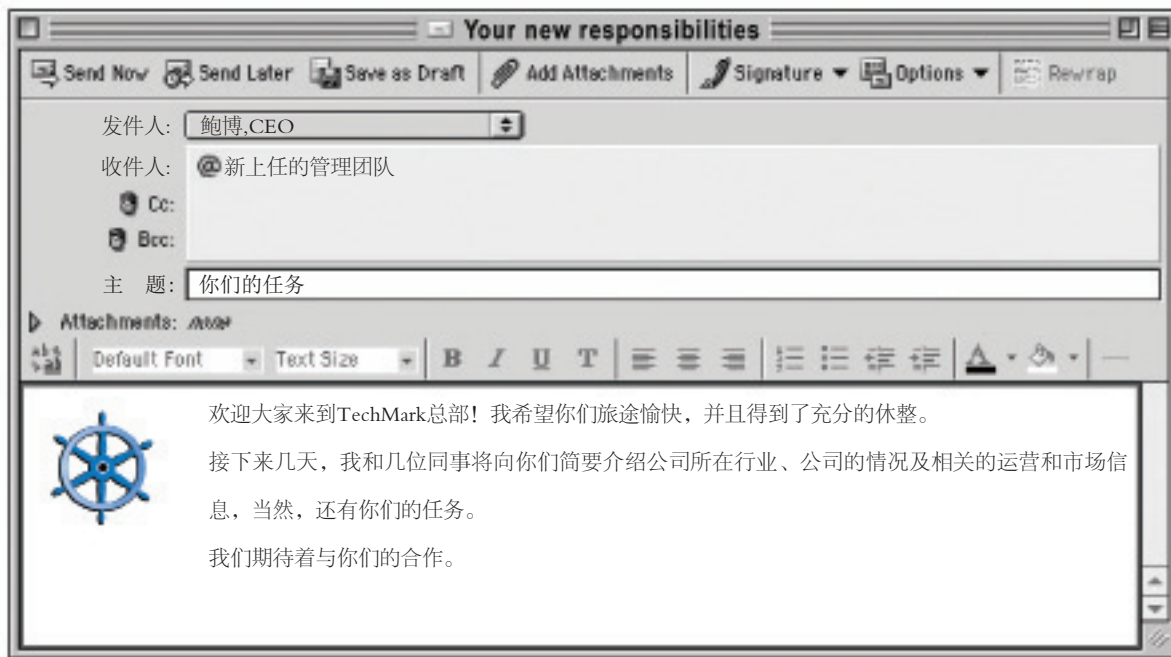 Your new responsibilities
Send Now Send Later Save as Draft Add Attachments Signature Options Rewrap
发件人: 鲍博,CEO
收件人: @新上任的管理团队
Cc:
Bcc:
主 题: 你们的任务
Attachments: none
Default Font Text Size B I U T
欢迎大家来到TechMark总部！我希望你们旅途愉快，并且得到了充分的休整。
接下来几天，我和几位同事将向你们简要介绍公司所在行业、公司的情况及相关的运营和市场信
息，当然，还有你们的任务。
我们期待着与你们的合作。